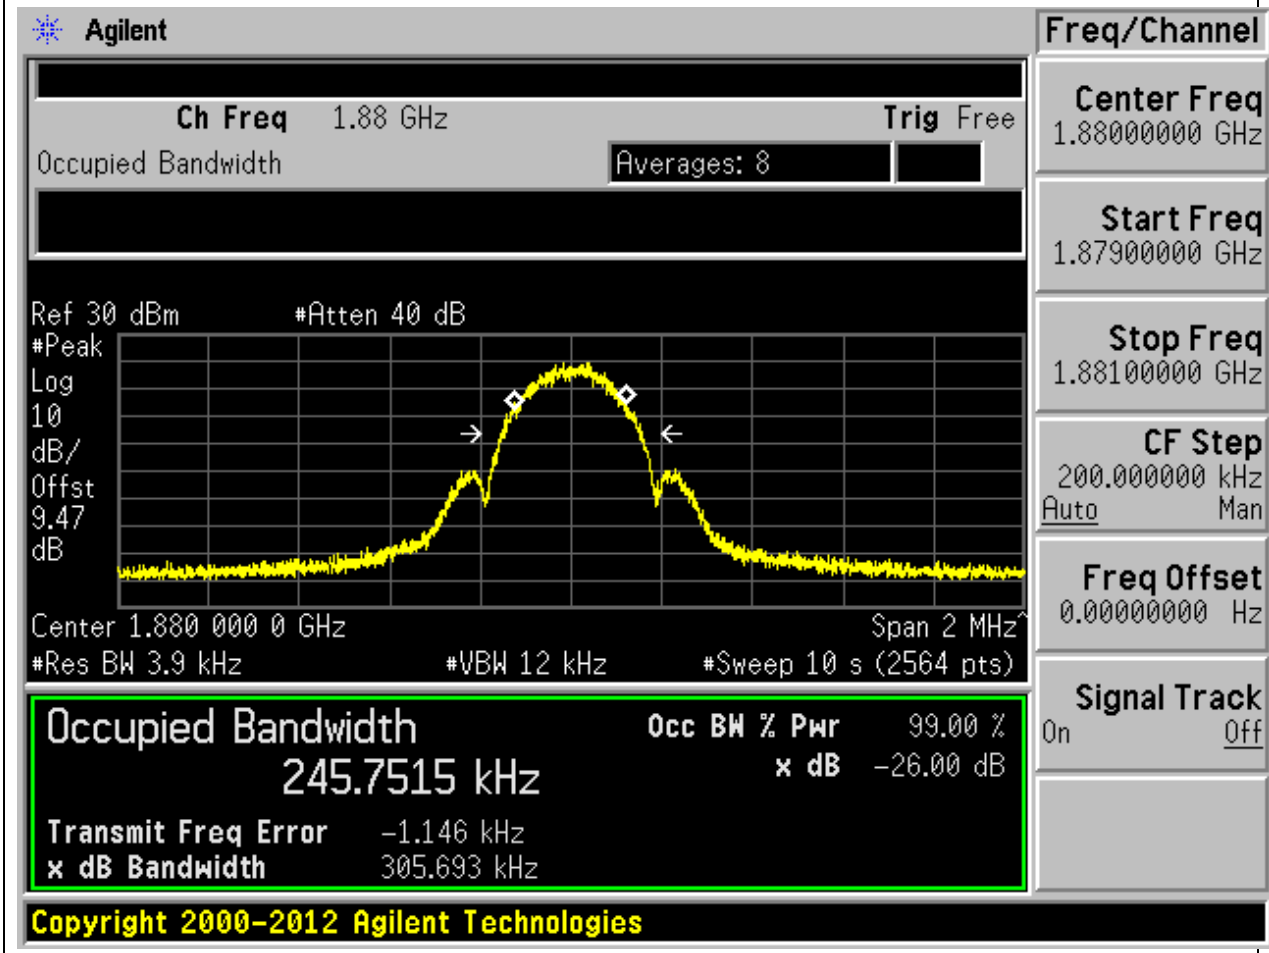 Agilent
Freq/Channel
Ch Freq 1.88 GHz Trig Free
Occupied Bandwidth Averages: 8
Center Freq
1.88000000 GHz
Start Freq
1.87900000 GHz
Stop Freq
1.88100000 GHz
CF Step
200.000000 kHz
Auto Man
Freq Offset
0.00000000 Hz
Signal Track
On Off
Ref 30 dBm #Atten 40 dB
#Peak
Log
10
dB/
Offst
9.47
dB
Center 1.880 000 0 GHz Span 2 MHz^
#Res BW 3.9 kHz #VBW 12 kHz #Sweep 10 s (2564 pts)
Occupied Bandwidth
245.7515 kHz
Occ BW % Pwr 99.00 %
x dB -26.00 dB
Transmit Freq Error -1.146 kHz
x dB Bandwidth 305.693 kHz
Copyright 2000-2012 Agilent Technologies